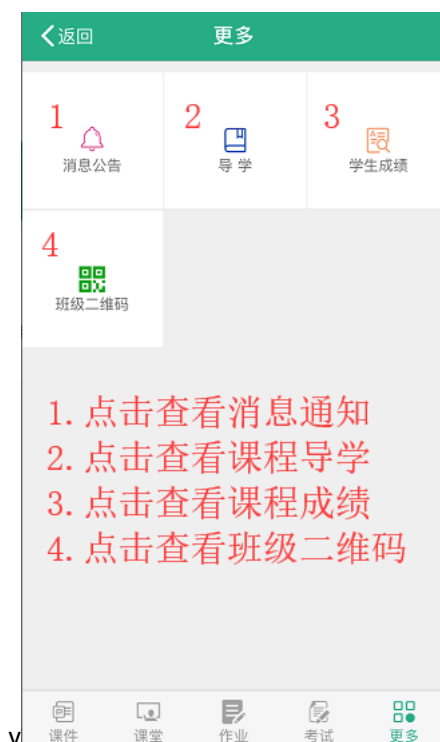 返回 更多
1 2 3
消息公告 导 学 学生成绩
4
班级二维码
1. 点击查看消息通知
2. 点击查看课程导学
3. 点击查看课程成绩
4. 点击查看班级二维码
课件 课堂 作业 考试 更多